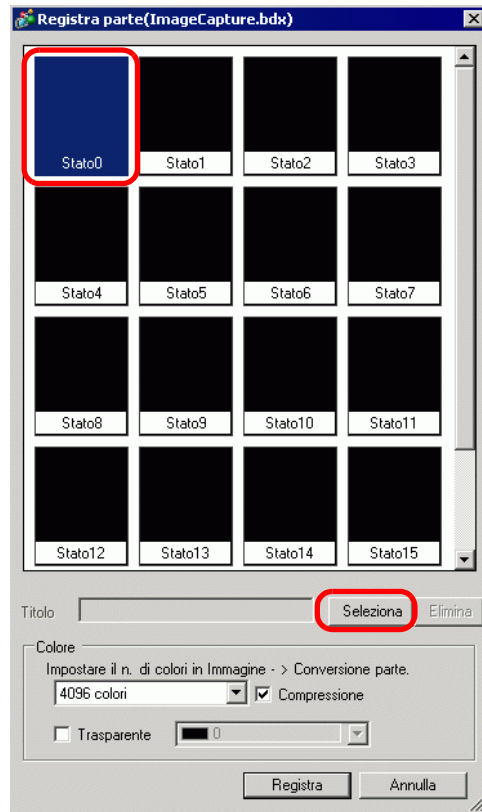 Registra parte(ImageCapture.bdx)
Stato0 Stato1 Stato2 Stato3
Stato4 Stato5 Stato6 Stato7
Stato8 Stato9 Stato10 Stato11
Stato12 Stato13 Stato14 Stato15
Titolo Seleziona Elimina
Colore
Impostare il n. di colori in Immagine - > Conversione parte.
4096 colori Compressione
Trasparente 0
Registra Annulla